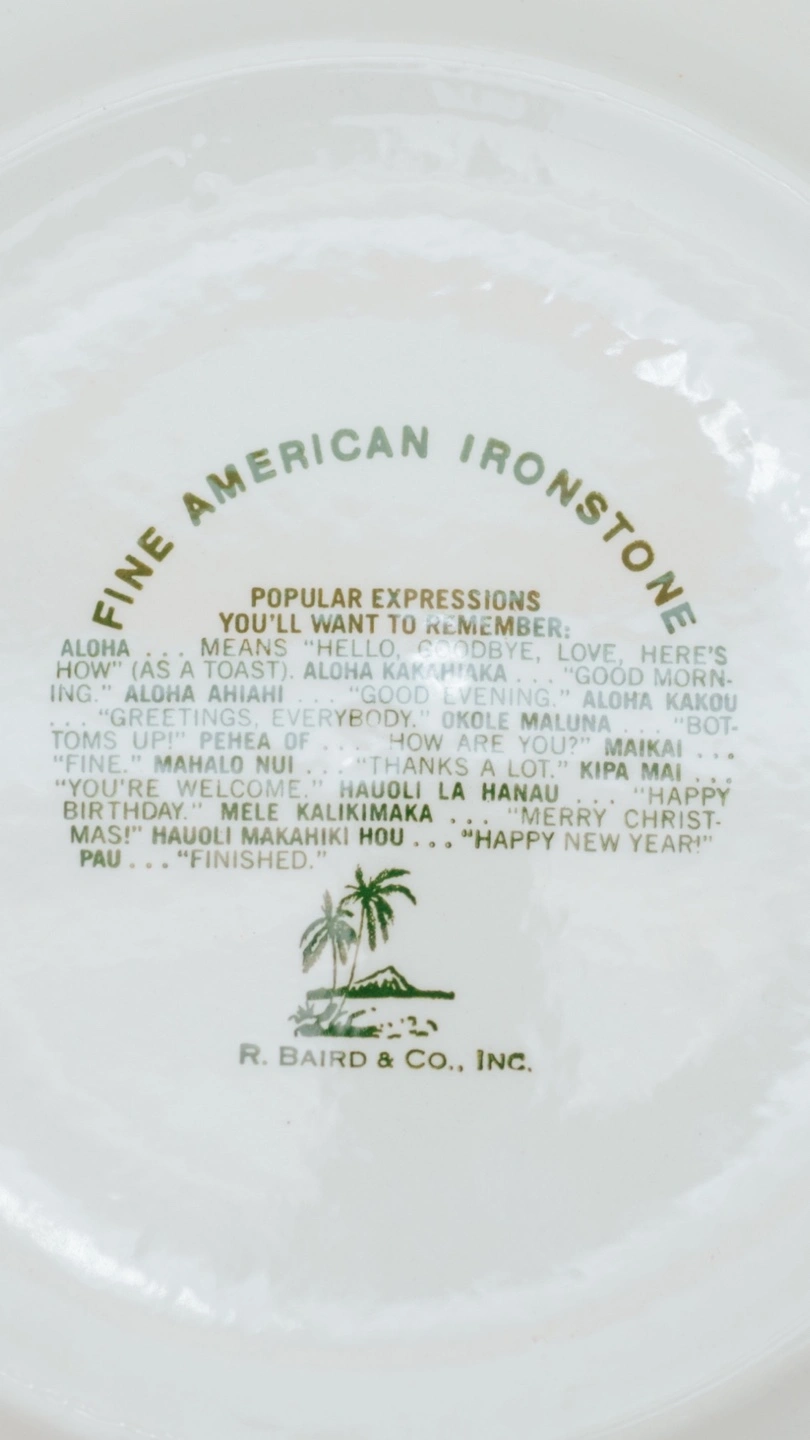 FINE AMERICAN IRONSTONE
POPULAR EXPRESSIONS
YOU'LL WANT TO REMEMBER:
ALOHA . . . MEANS "HELLO, GOODBYE, LOVE, HERE'S
HOW" (AS A TOAST). ALOHA KAKAHIAKA . . . "GOOD MORN-
ING." ALOHA AHIAHI . . . "GOOD EVENING." ALOHA KAKOU
. . . "GREETINGS, EVERYBODY." OKOLE MALUNA . . . "BOT-
TOMS UP!" PEHEA OF . . . HOW ARE YOU?" MAIKAI . . .
"FINE." MAHALO NUI . . . "THANKS A LOT." KIPA MAI . . .
"YOU'RE WELCOME." HAUOLI LA HANAU . . . "HAPPY
BIRTHDAY." MELE KALIKIMAKA . . . "MERRY CHRIST-
MAS!" HAUOLI MAKAHIKI HOU . . . "HAPPY NEW YEAR!"
PAU . . . "FINISHED."
R. BAIRD & CO., INC.